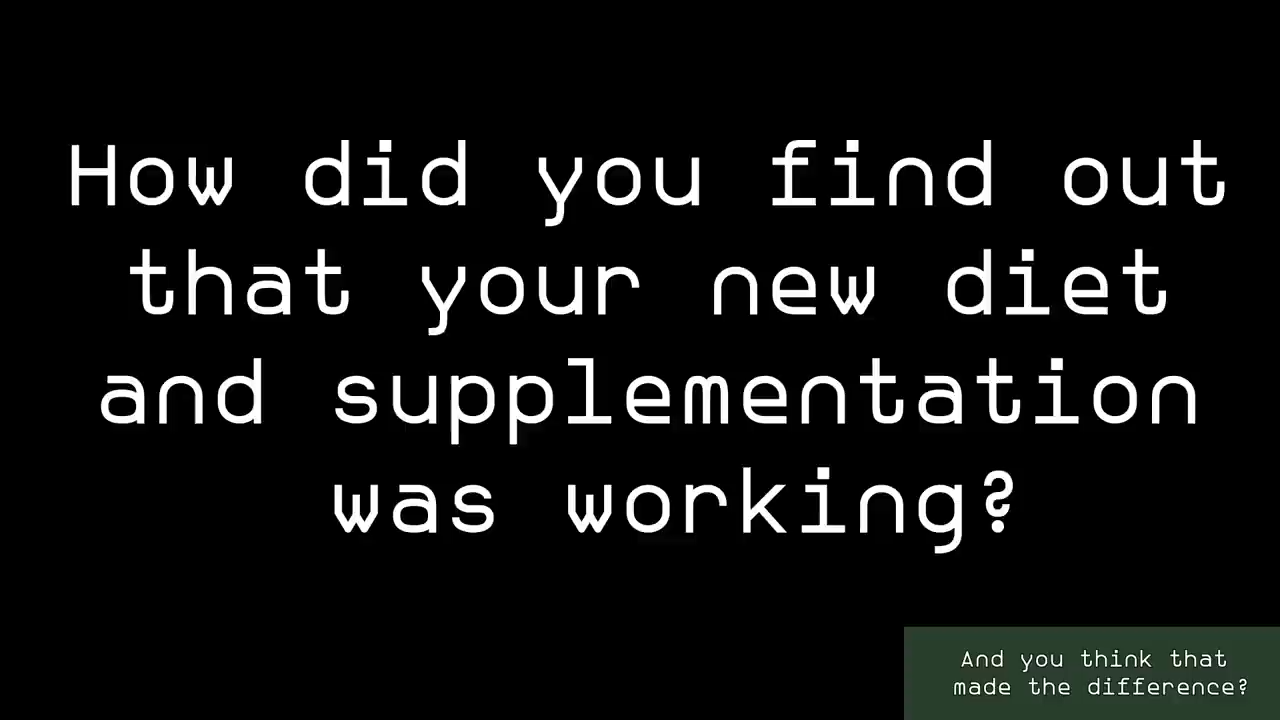 How did you find out
that your new diet
and supplementation
was working?
And you think that
made the difference?